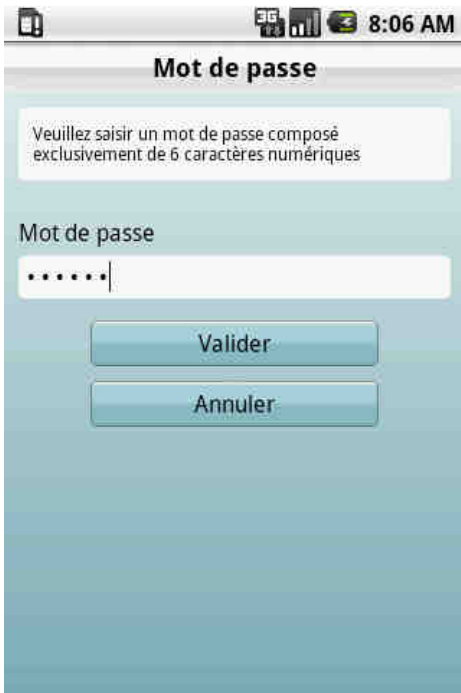 3G 8:06 AM
Mot de passe
Veuillez saisir un mot de passe composé
exclusivement de 6 caractères numériques
Mot de passe
••••••
Valider
Annuler